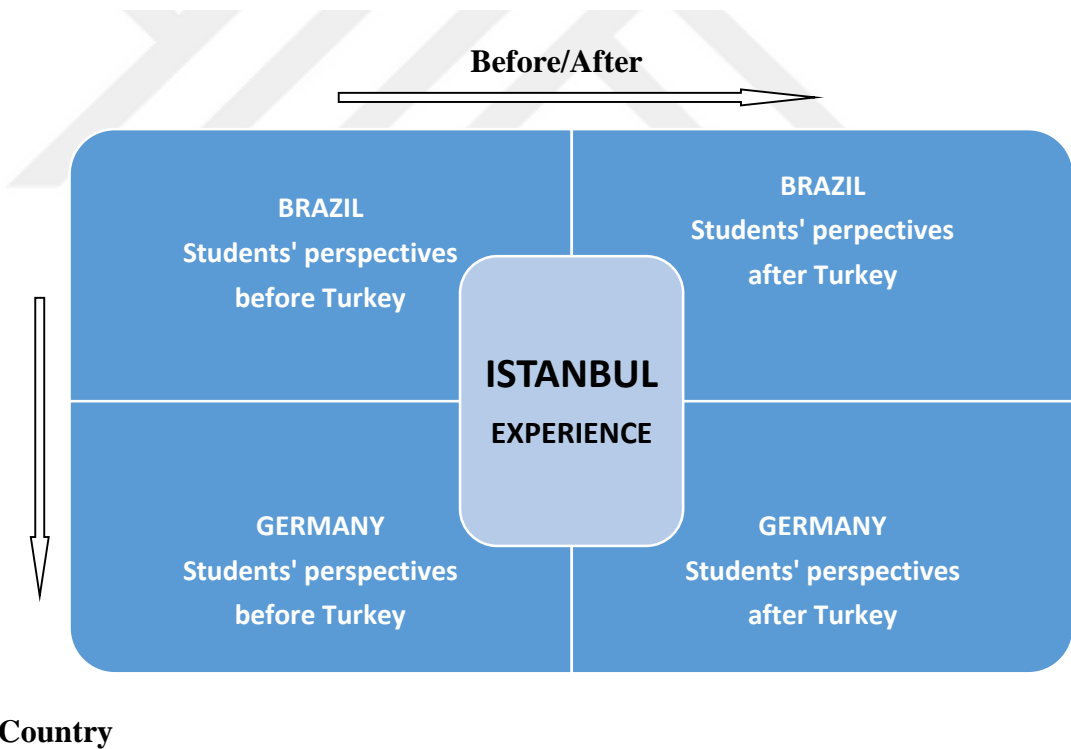 Before/After
BRAZIL
Students' perspectives
before Turkey
BRAZIL
Students' perpectives
after Turkey
ISTANBUL
EXPERIENCE
GERMANY
Students' perspectives
before Turkey
GERMANY
Students' perspectives
after Turkey
Country